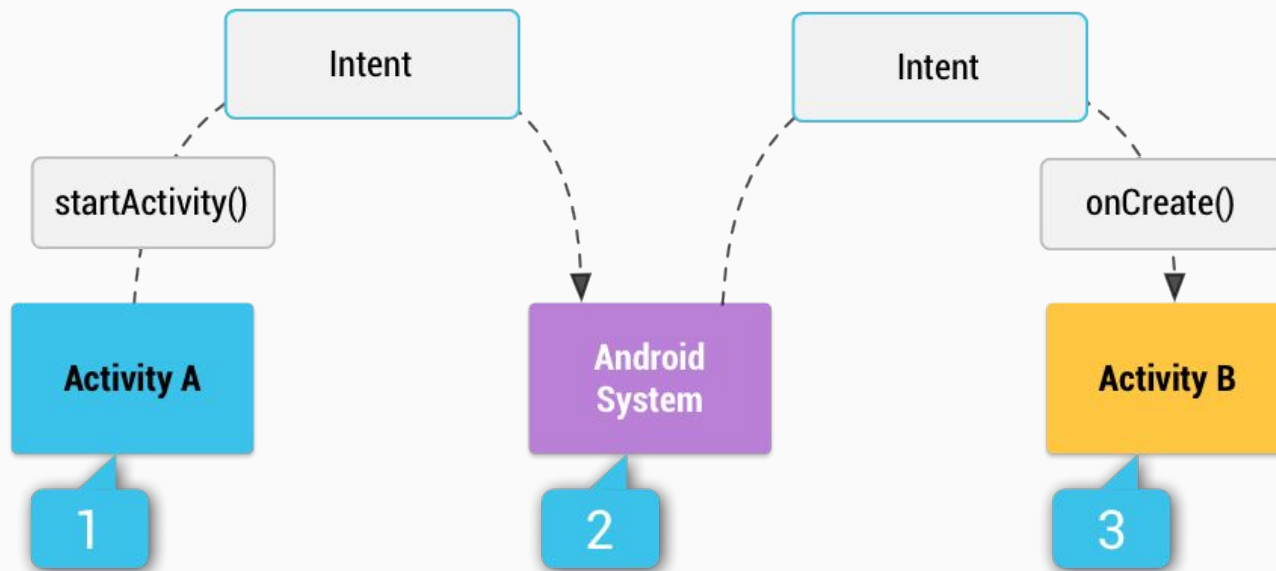 Intent
Intent
startActivity()
onCreate()
Activity A
Android
System
Activity B
1
2
3